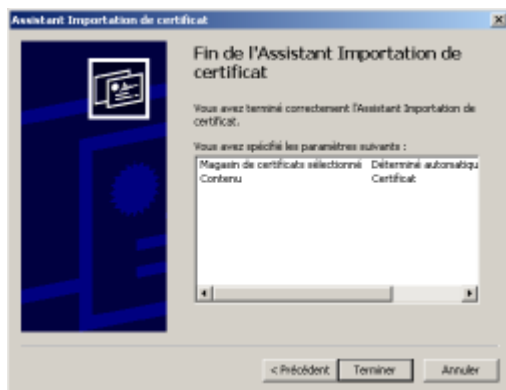 Assistant Importation de certificat
Fin de l'Assistant Importation de
certificat
Vous avez terminé correctement l'Assistant Importation de
certificat.
Vous avez spécifié les paramètres suivants :
Magasin de certificats sélectionné Déterminé automatiqu
Contenu Certificat
< Précédent Terminer Annuler